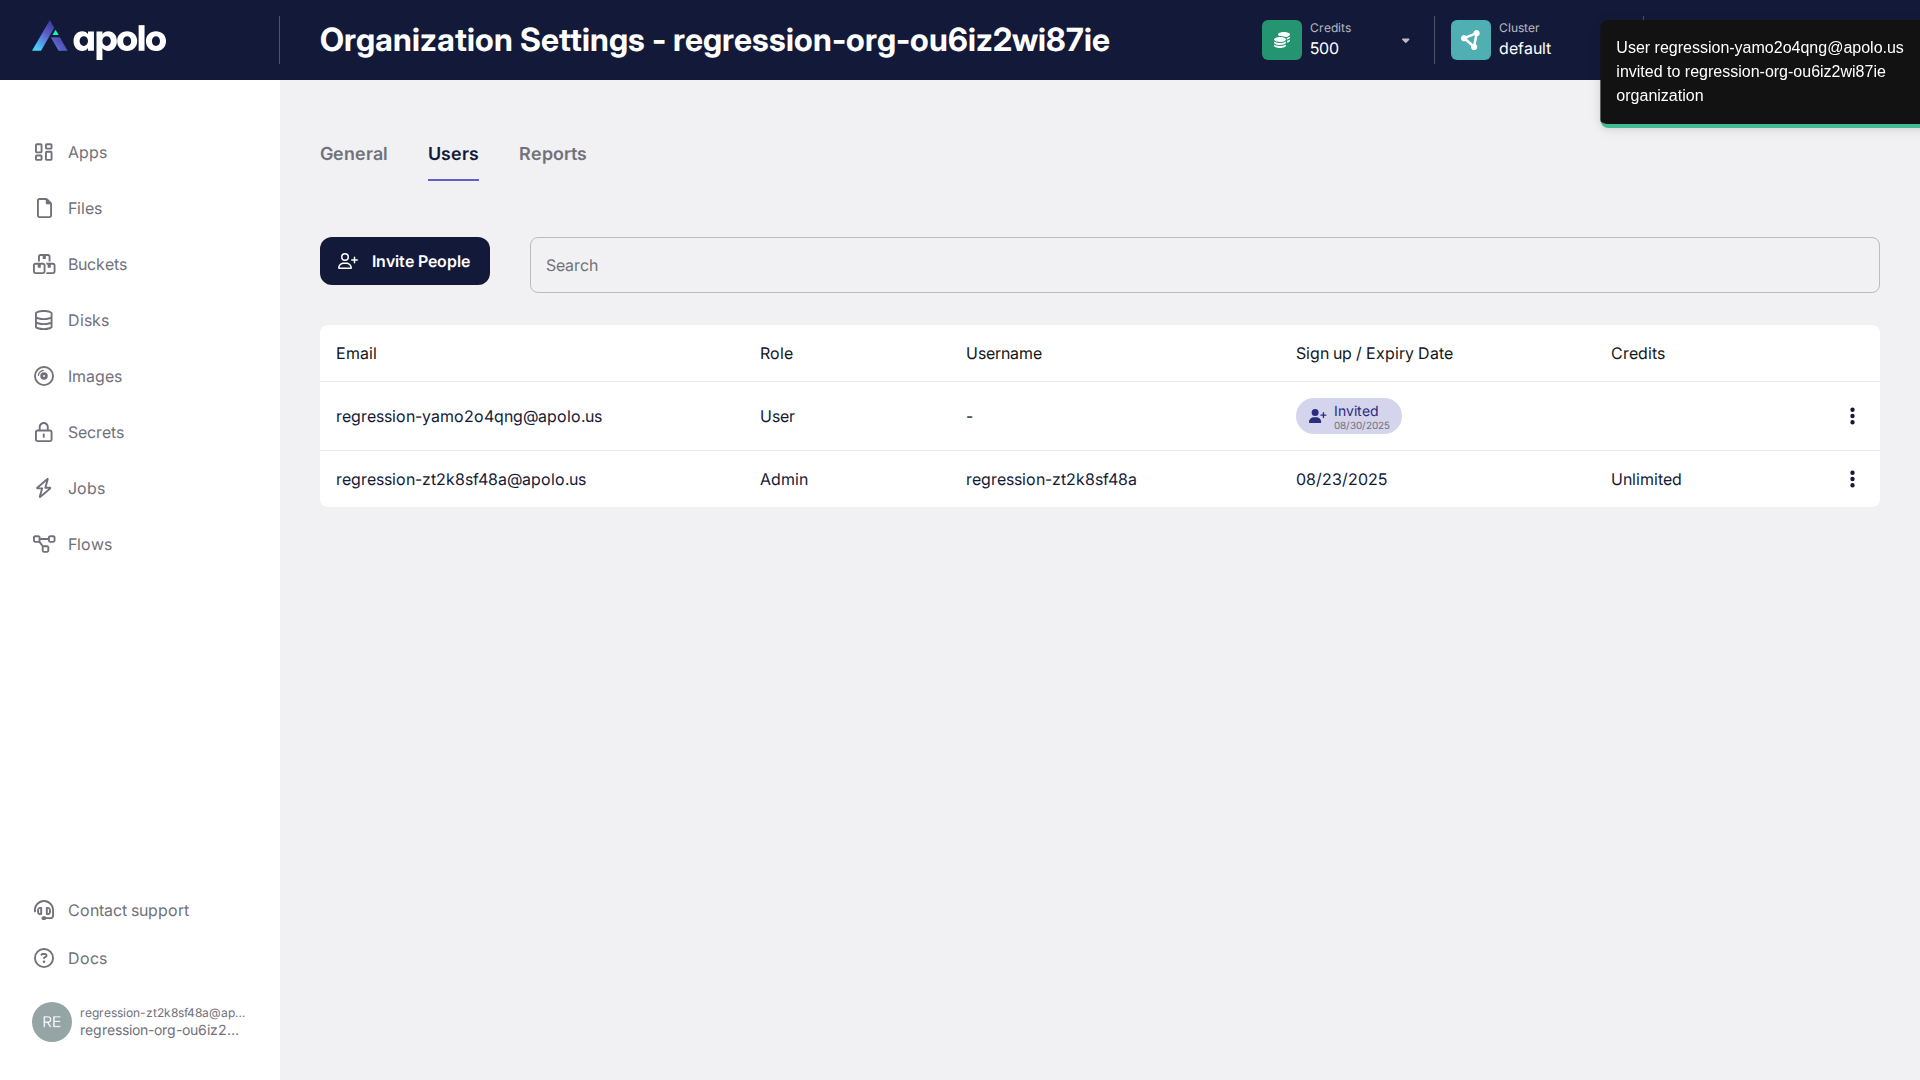 apolo
Organization Settings - regression-org-ou6iz2wi87ie
Credits
500
Cluster
default
User regression-yamo2o4qng@apolo.us
invited to regression-org-ou6iz2wi87ie
organization
Apps
Files
Buckets
Disks
Images
Secrets
Jobs
Flows
Contact support
Docs
RE
regression-zt2k8sf48a@ap...
regression-org-ou6iz2...
General Users Reports
Invite People
Search
Email Role Username Sign up / Expiry Date Credits
regression-yamo2o4qng@apolo.us User - Invited
08/30/2025
regression-zt2k8sf48a@apolo.us Admin regression-zt2k8sf48a 08/23/2025 Unlimited